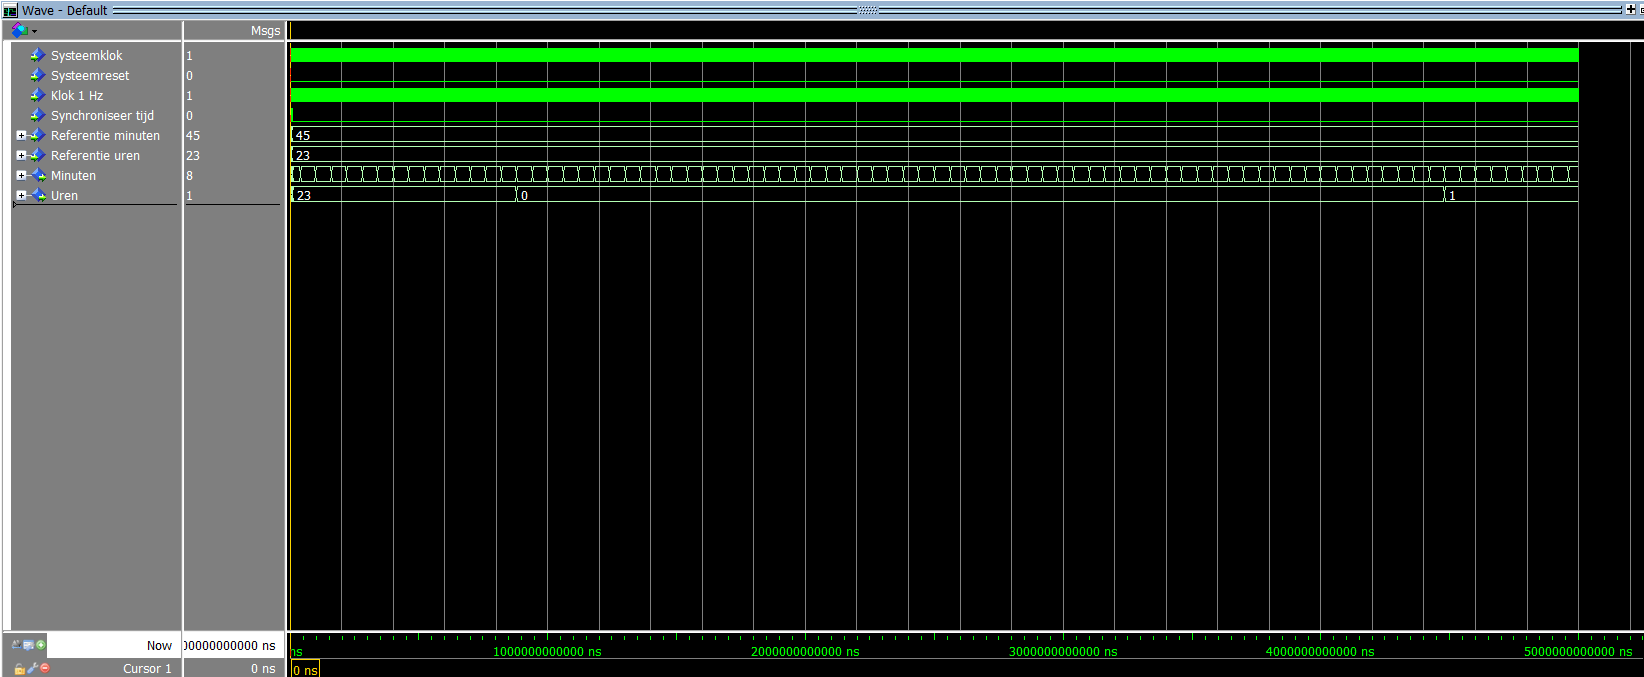 Wave - Default
Msgs
Systeemklok 1
Systeemreset 0
Klok 1 Hz 1
Synchroniseer tijd 0
Referentie minuten 45 45
Referentie uren 23 23
Minuten 8
Uren 1 23 0 1
Now 00000000000 ns ns 1000000000000 ns 2000000000000 ns 3000000000000 ns 4000000000000 ns 5000000000000 ns
Cursor 1 0 ns 0 ns